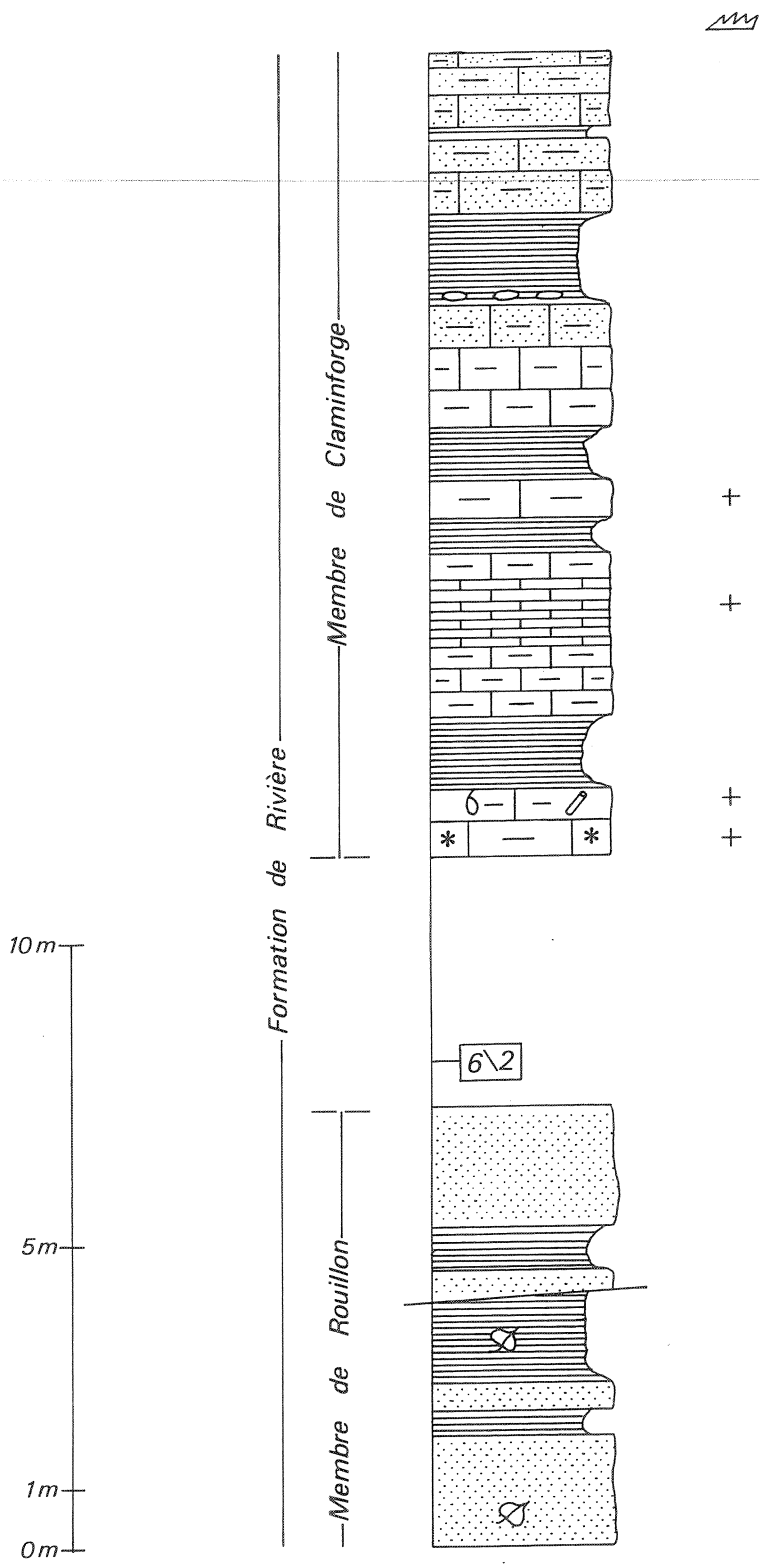 Membre de Claminforge
Formation de Rivière
10 m
6\2
5 m
Membre de Rouillon
1 m
0 m